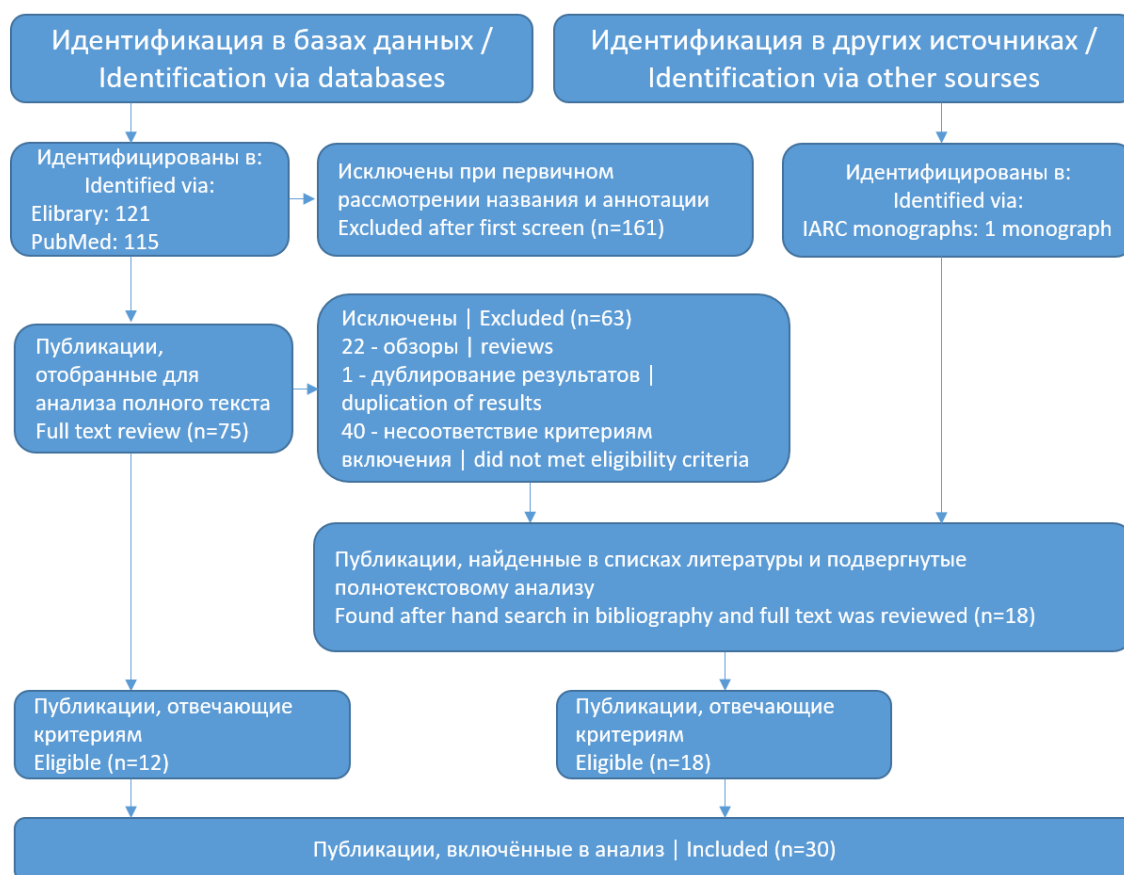 Идентификация в базах данных /
Identification via databases
Идентификация в других источниках /
Identification via other sourses
Идентифицированы в:
Identified via:
Elibrary: 121
PubMed: 115
Исключены при первичном
рассмотрении названия и аннотации
Excluded after first screen (n=161)
Идентифицированы в:
Identified via:
IARC monographs: 1 monograph
Публикации,
отобранные для
анализа полного текста
Full text review (n=75)
Исключены | Excluded (n=63)
22 - обзоры | reviews
1 - дублирование результатов |
duplication of results
40 - несоответствие критериям
включения | did not met eligibility criteria
Публикации, найденные в списках литературы и подвергнутые
полнотекстовому анализу
Found after hand search in bibliography and full text was reviewed (n=18)
Публикации, отвечающие
критериям
Eligible (n=12)
Публикации, отвечающие
критериям
Eligible (n=18)
Публикации, включённые в анализ | Included (n=30)